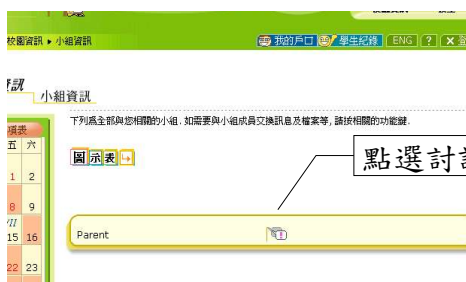 校園資訊 ▸ 小組資訊
我的戶口 學生紀錄 ENG ?
小組資訊
下列為全部與您相關的小組. 如需要與小組成員交換訊息及檔案等, 請按相關的功能鍵.
五 六
圖示表
點選討
1 2
8 9
15 16
Parent
22 23